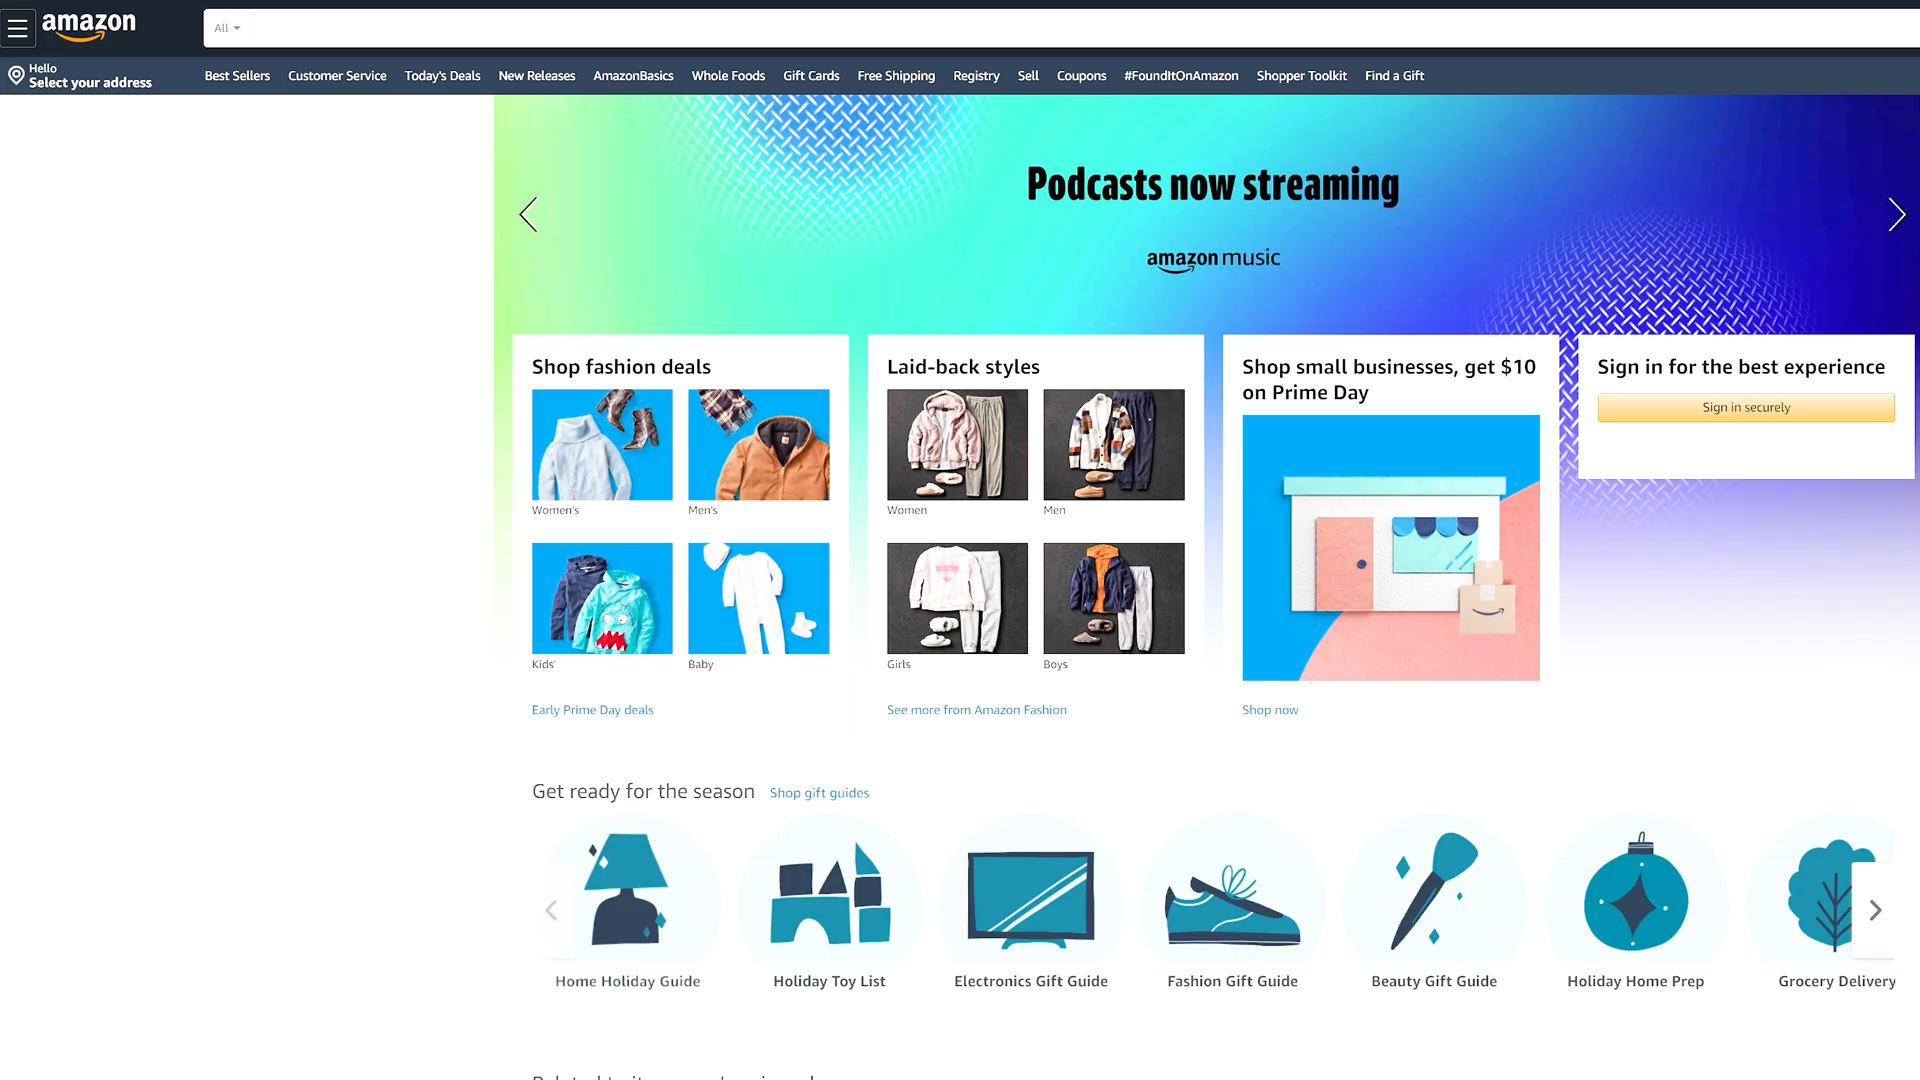 amazon
All
Hello
Select your address
Best Sellers Customer Service Today's Deals New Releases AmazonBasics Whole Foods Gift Cards Free Shipping Registry Sell Coupons #FoundItOnAmazon Shopper Toolkit Find a Gift
Podcasts now streaming
amazon music
Shop fashion deals
Women's
Men's
Kids'
Baby
Early Prime Day deals
Laid-back styles
Women
Men
Girls
Boys
See more from Amazon Fashion
Shop small businesses, get $10
on Prime Day
Shop now
Sign in for the best experience
Sign in securely
Get ready for the season Shop gift guides
Home Holiday Guide
Holiday Toy List
Electronics Gift Guide
Fashion Gift Guide
Beauty Gift Guide
Holiday Home Prep
Grocery Delivery